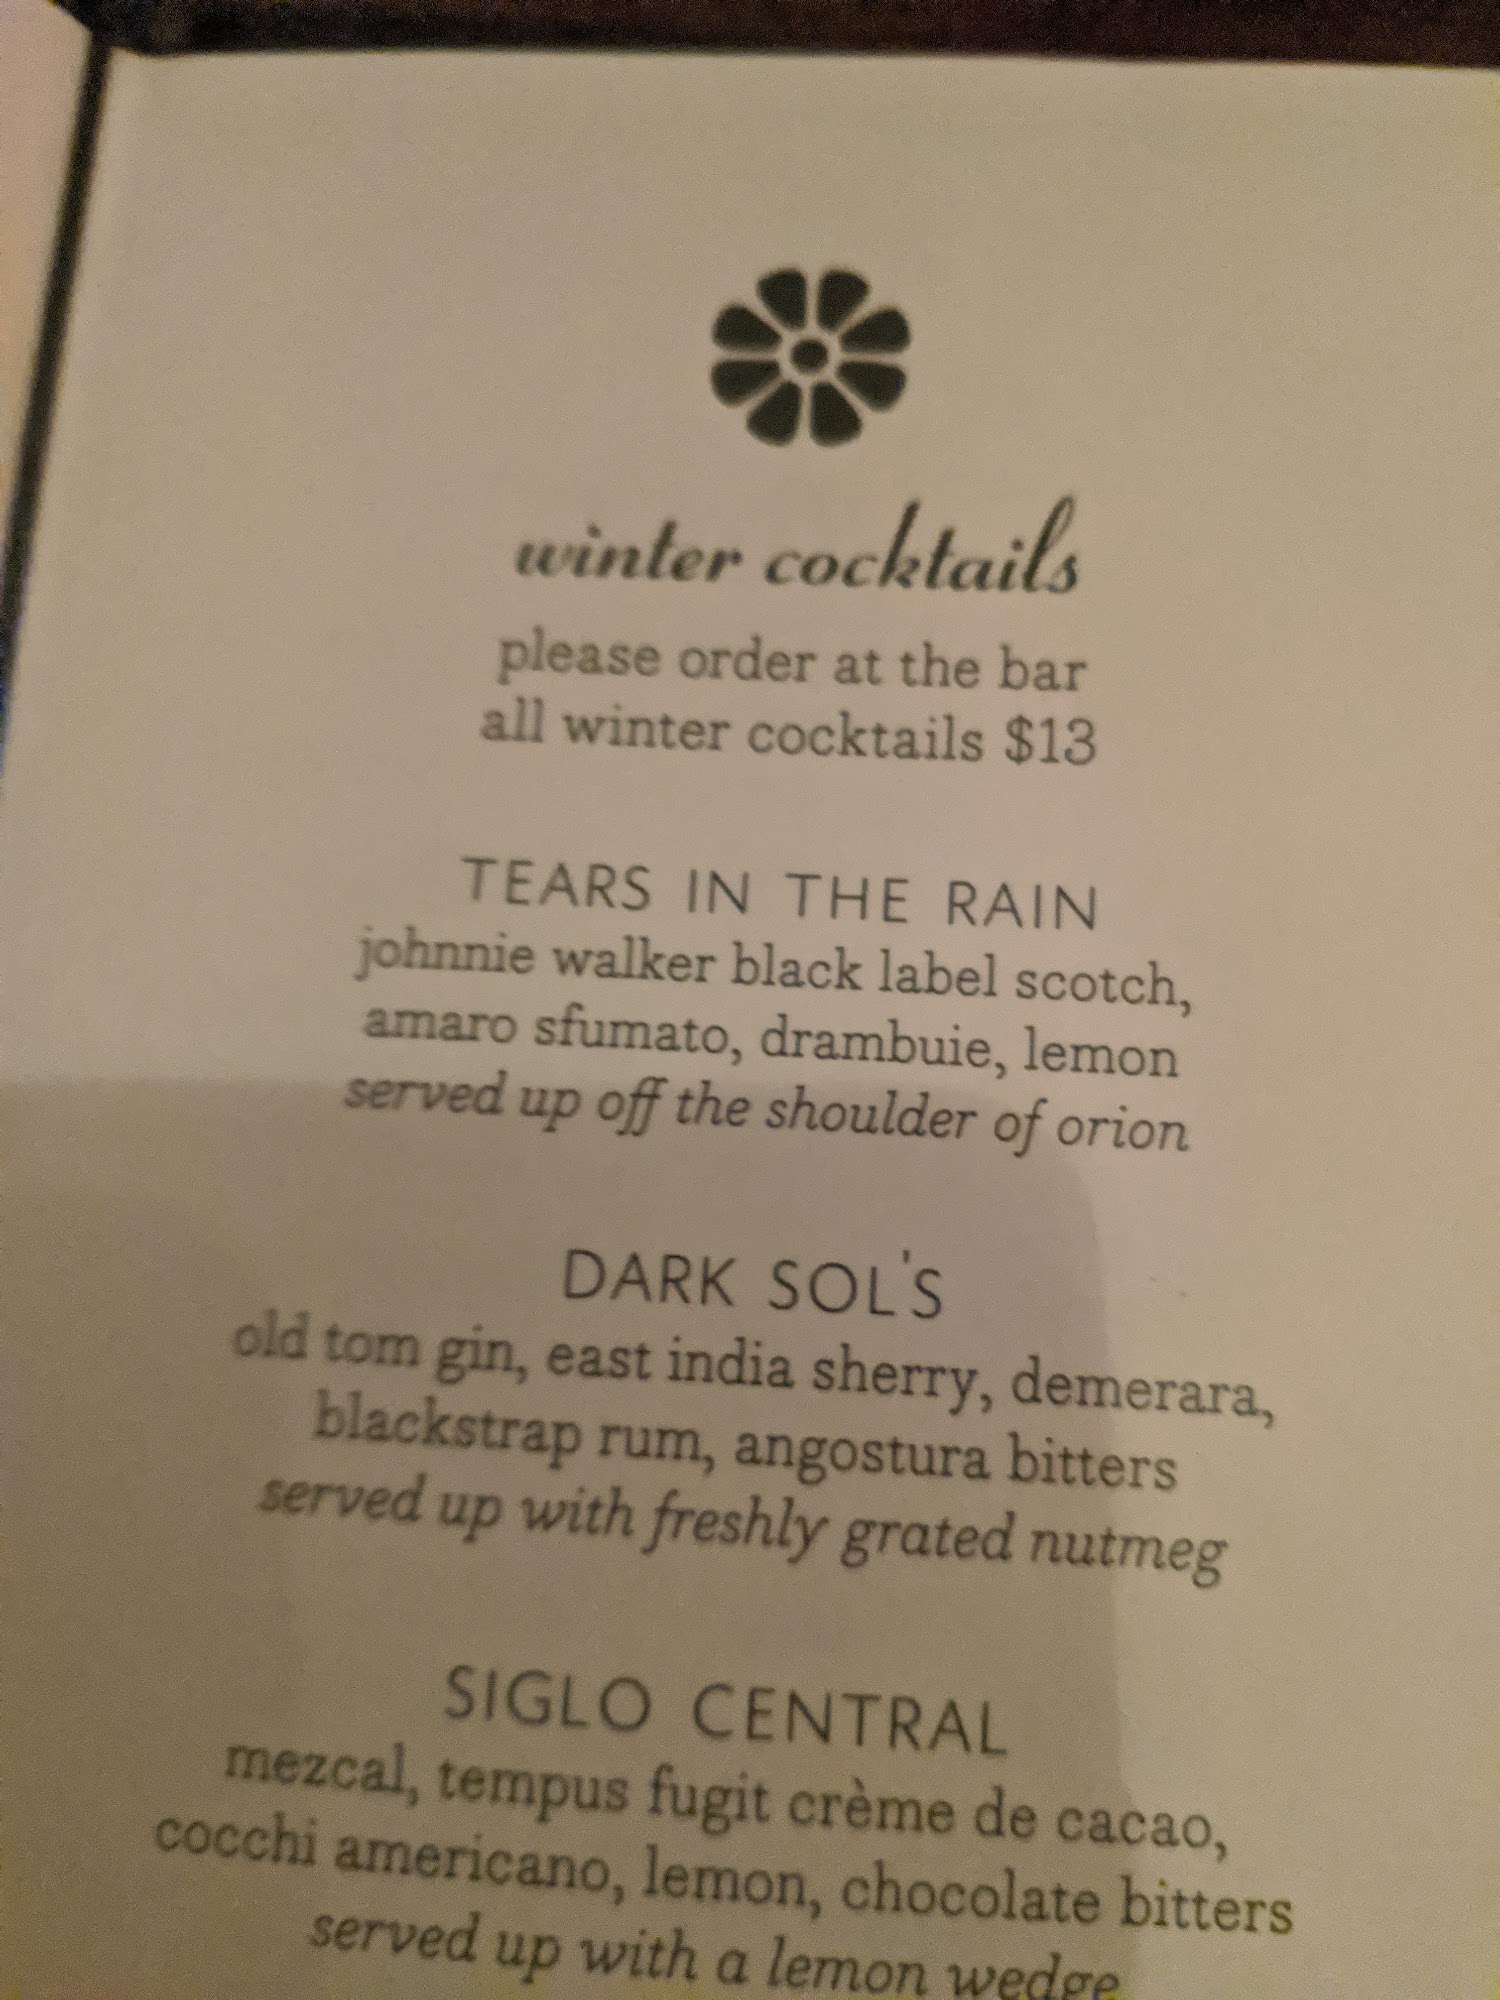 winter cocktails
please order at the bar
all winter cocktails $13
TEARS IN THE RAIN
johnnie walker black label scotch,
amaro sfumato, drambuie, lemon
served up off the shoulder of orion
DARK SOL'S
old tom gin, east india sherry, demerara,
blackstrap rum, angostura bitters
served up with freshly grated nutmeg
SIGLO CENTRAL
mezcal, tempus fugit crème de cacao,
cocchi americano, lemon, chocolate bitters
served up with a lemon wedge